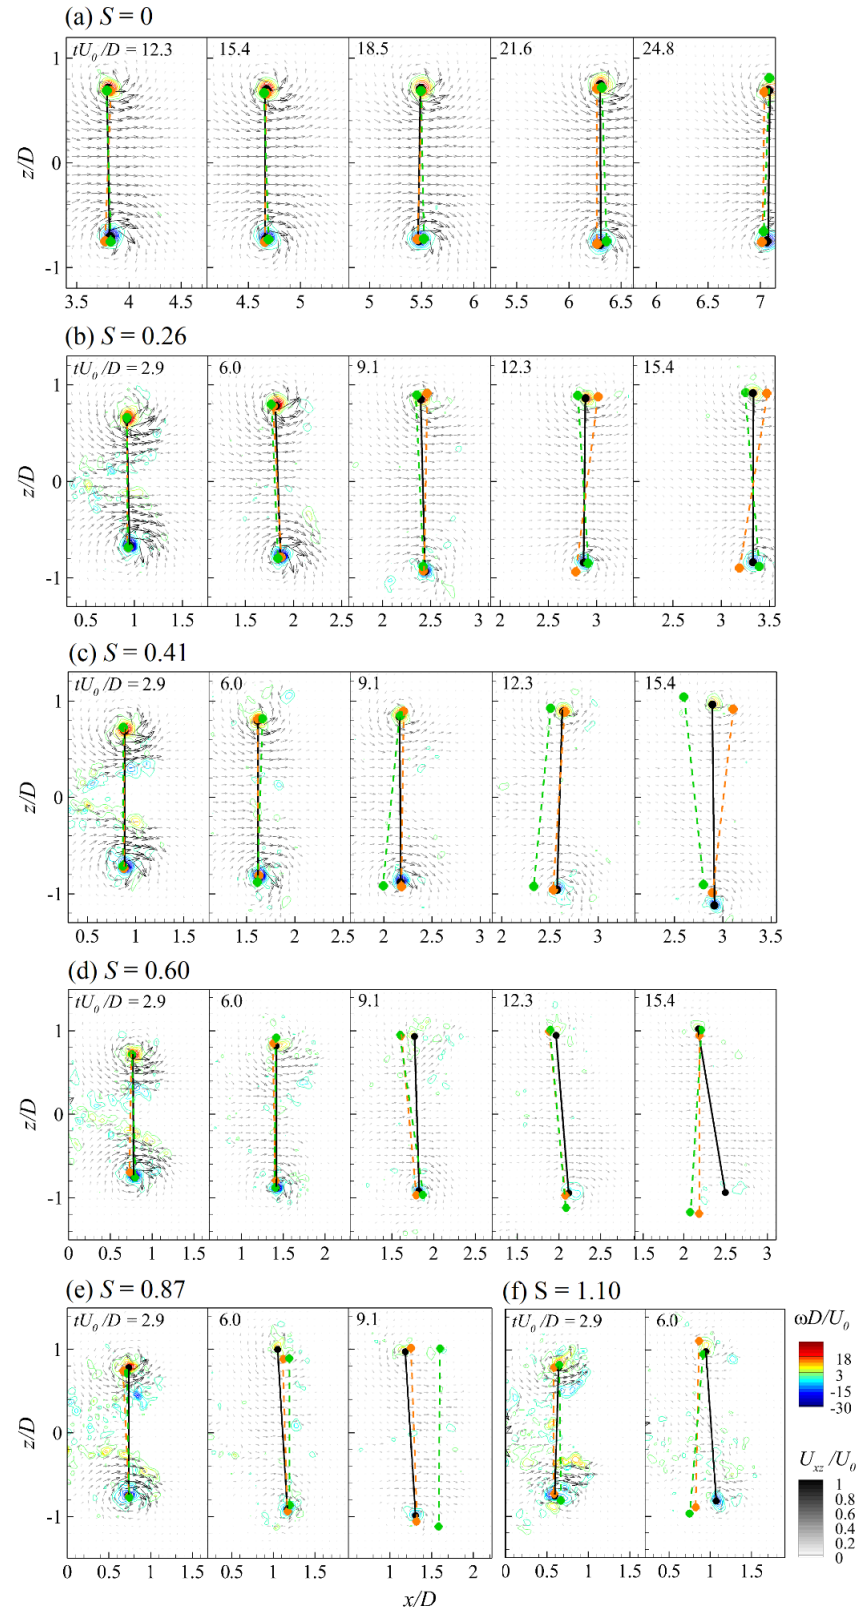 (a) S = 0
tU₀/D = 12.3 15.4 18.5 21.6 24.8
1
z/D
0
-1
3.5 4 4.5 4.5 5 5 5.5 6 5.5 6 6.5 6 6.5 7
(b) S = 0.26
tU₀/D = 2.9 6.0 9.1 12.3 15.4
1
z/D
0
-1
0.5 1 1.5 1.5 2 2.5 2 2.5 3 2.5 3 2.5 3 3.5
(c) S = 0.41
tU₀/D = 2.9 6.0 9.1 12.3 15.4
1
z/D
0
-1
0.5 1 1.5 1.5 2 2.5 2 2.5 3 2.5 3 2.5 3 3.5
(d) S = 0.60
tU₀/D = 2.9 6.0 9.1 12.3 15.4
1
z/D
0
-1
0 0.5 1 1.5 1 1.5 2 1.5 2 2.5 1.5 2 2.5 1.5 2 2.5 3
(e) S = 0.87
(f) S = 1.10
tU₀/D = 2.9 6.0 9.1 tU₀/D = 2.9 6.0
1
z/D
0
-1
0 0.5 1 1.5 0.5 1 1.5 1 1.5 2 0 0.5 1 1.5 0.5 1 1.5
x/D
ωD/U₀
18
3
-15
-30
U_xz/U₀
1
0.8
0.6
0.4
0.2